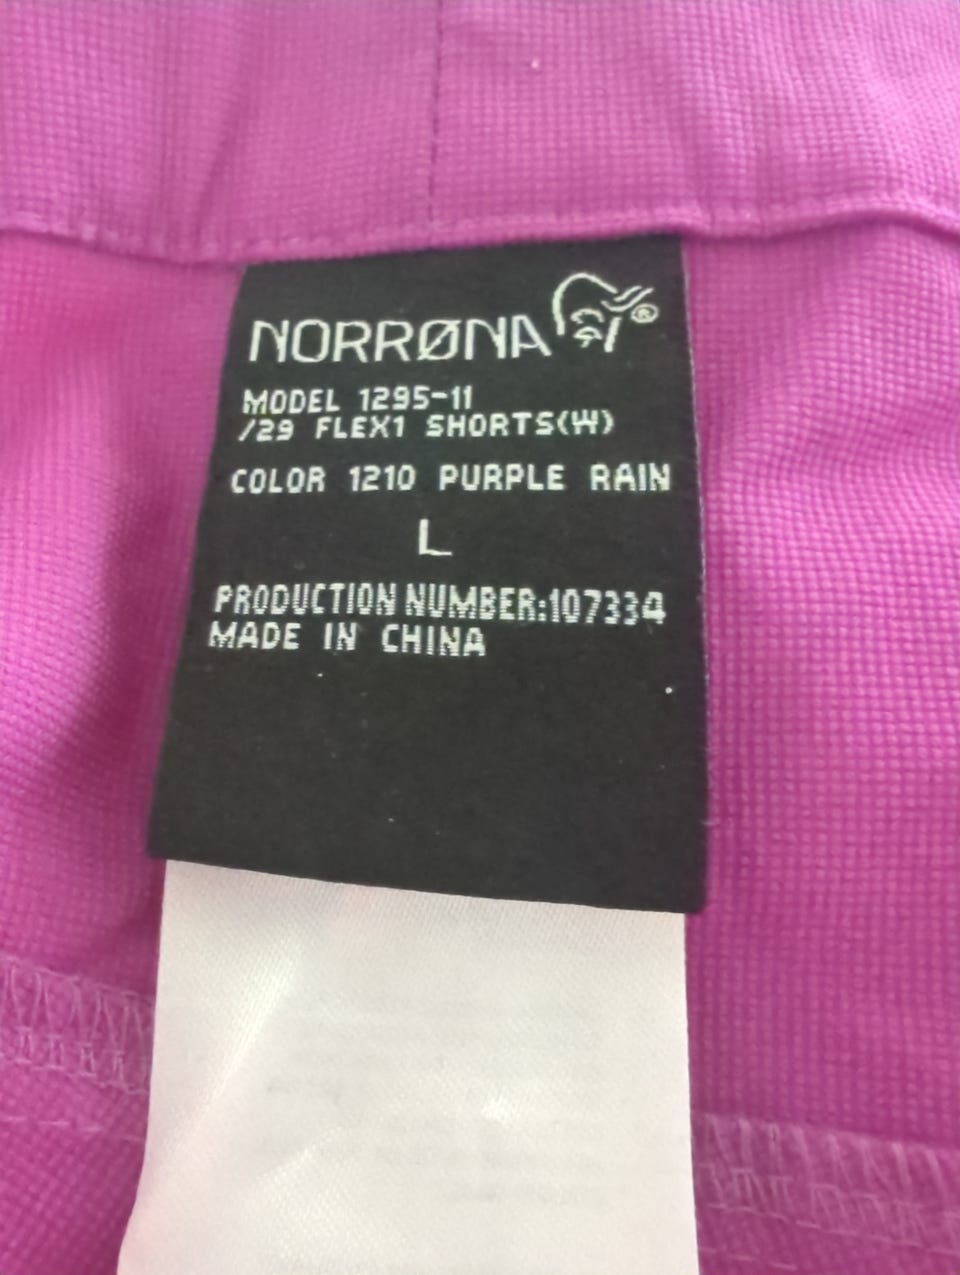 NORRØNA®
MODEL 1295-11
/29 FLEX1 SHORTS(W)
COLOR 1210 PURPLE RAIN
L
PRODUCTION NUMBER:107334
MADE IN CHINA